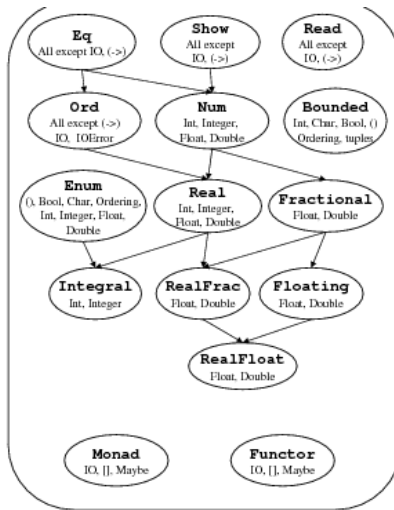 Eq
All except IO, (->)
Show
All except
IO, (->)
Read
All except
IO, (->)
Ord
All except (->)
IO, IOError
Num
Int, Integer,
Float, Double
Bounded
Int, Char, Bool, ()
Ordering, tuples
Enum
(), Bool, Char, Ordering,
Int, Integer, Float,
Double
Real
Int, Integer,
Float, Double
Fractional
Float, Double
Integral
Int, Integer
RealFrac
Float, Double
Floating
Float, Double
RealFloat
Float, Double
Monad
IO, [], Maybe
Functor
IO, [], Maybe